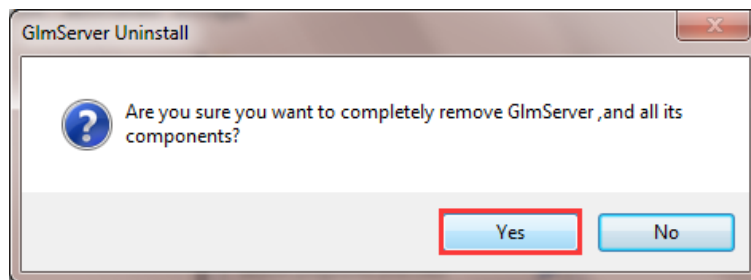 GlmServer Uninstall
Are you sure you want to completely remove GlmServer ,and all its
components?
Yes
No